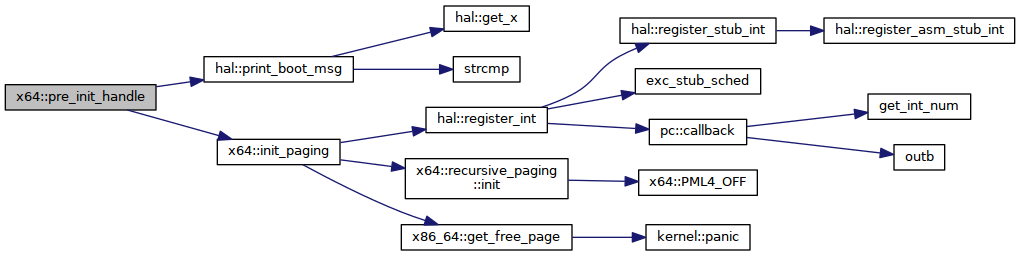 x64::pre_init_handle
hal::print_boot_msg
hal::get_x
strcmp
x64::init_paging
hal::register_int
hal::register_stub_int
hal::register_asm_stub_int
exc_stub_sched
pc::callback
get_int_num
outb
x64::recursive_paging
::init
x64::PML4_OFF
x86_64::get_free_page
kernel::panic